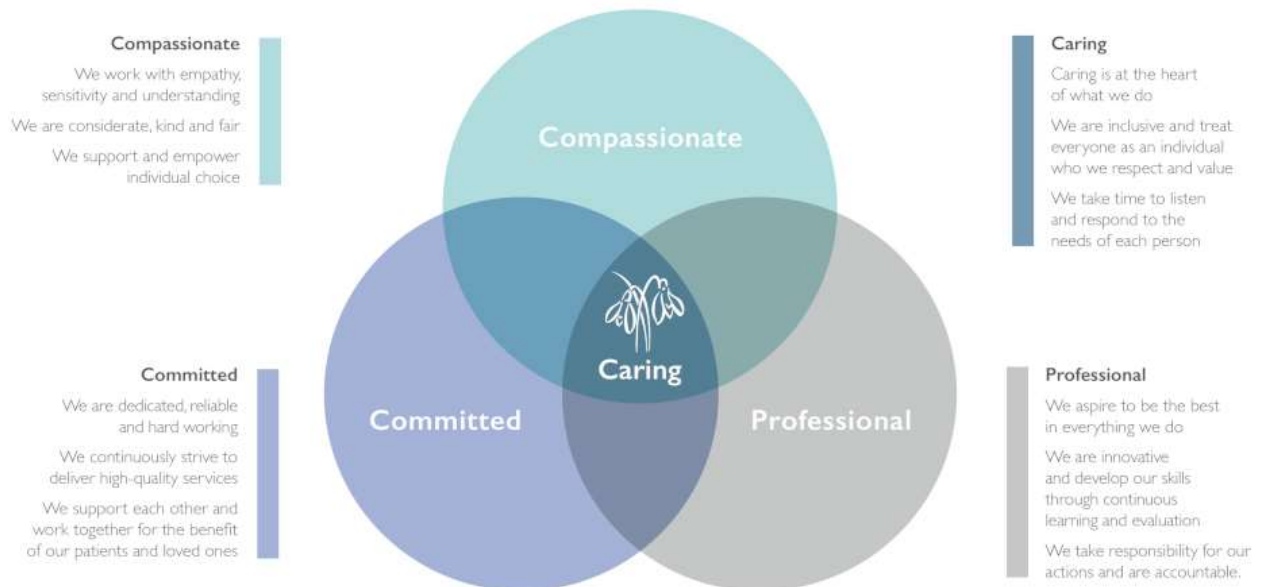 Compassionate
We work with empathy,
sensitivity and understanding
We are considerate, kind and fair
We support and empower
individual choice
Compassionate
Caring
Caring is at the heart
of what we do
We are inclusive and treat
everyone as an individual
who we respect and value
We take time to listen
and respond to the
needs of each person
Caring
Committed
Professional
Committed
We are dedicated, reliable
and hard working
We continuously strive to
deliver high-quality services
We support each other and
work together for the benefit
of our patients and loved ones
Professional
We aspire to be the best
in everything we do
We are innovative
and develop our skills
through continuous
learning and evaluation
We take responsibility for our
actions and are accountable.